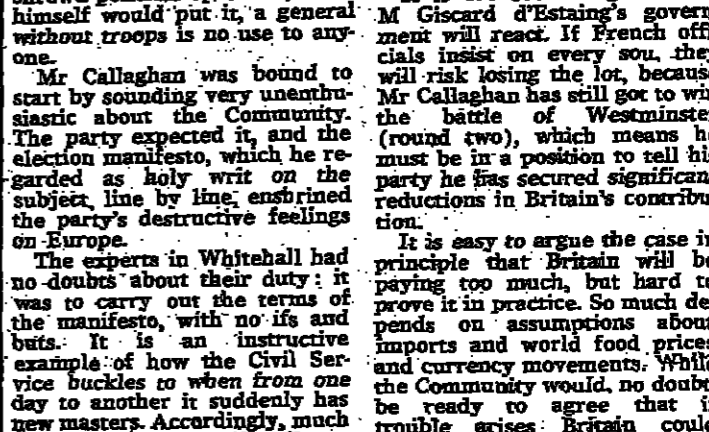 himself would put it, a general
without troops is no use to any-
one.
Mr Callaghan was bound to
start by sounding very unenthu-
siastic about the Community.
The party expected it, and the
election manifesto, which he re-
garded as holy writ on the
subject, line by line, enshrined
the party's destructive feelings
on Europe.
The experts in Whitehall had
no doubts about their duty: it
was to carry out the terms of
the manifesto, with no ifs and
buts. It is an instructive
example of how the Civil Ser-
vice buckles to when from one
day to another it suddenly has
new masters. Accordingly, much
M Giscard d'Estaing's govern
ment will react. If French offi
cials insist on every sou, they
will risk losing the lot, because
Mr Callaghan has still got to win
the battle of Westminster
(round two), which means h
must be in a position to tell hi
party he has secured significan
reductions in Britain's contribu
tion.
It is easy to argue the case in
principle that Britain will be
paying too much, but hard to
prove it in practice. So much de
pends on assumptions about
imports and world food prices
and currency movements. While
the Community would, no doubt
be ready to agree that i
trouble arises Britain could